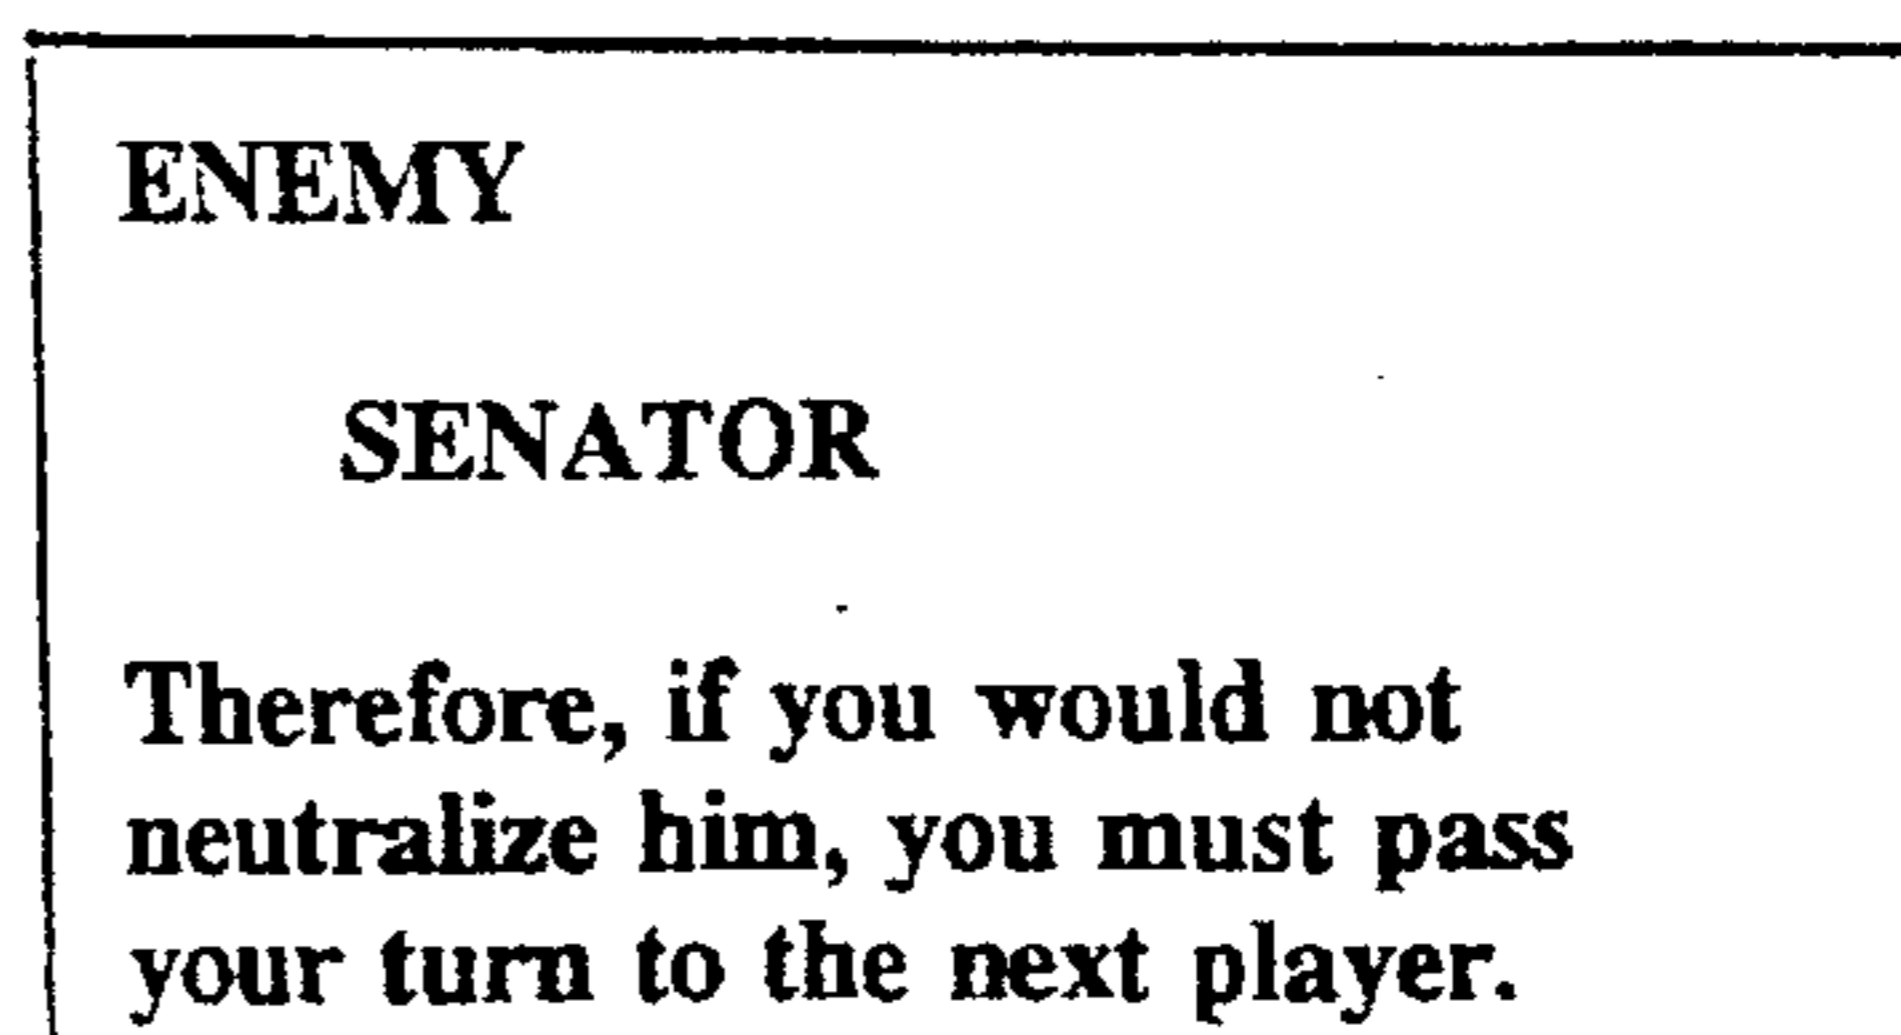 ENEMY
SENATOR
Therefore, if you would not
neutralize him, you must pass
your turn to the next player.